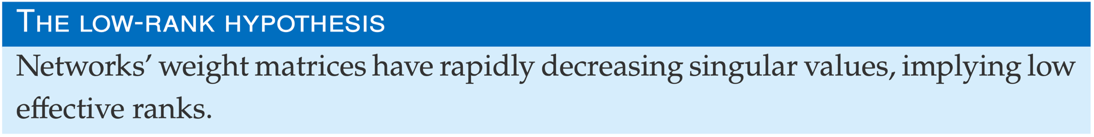 THE LOW-RANK HYPOTHESIS
Networks’ weight matrices have rapidly decreasing singular values, implying low
effective ranks.